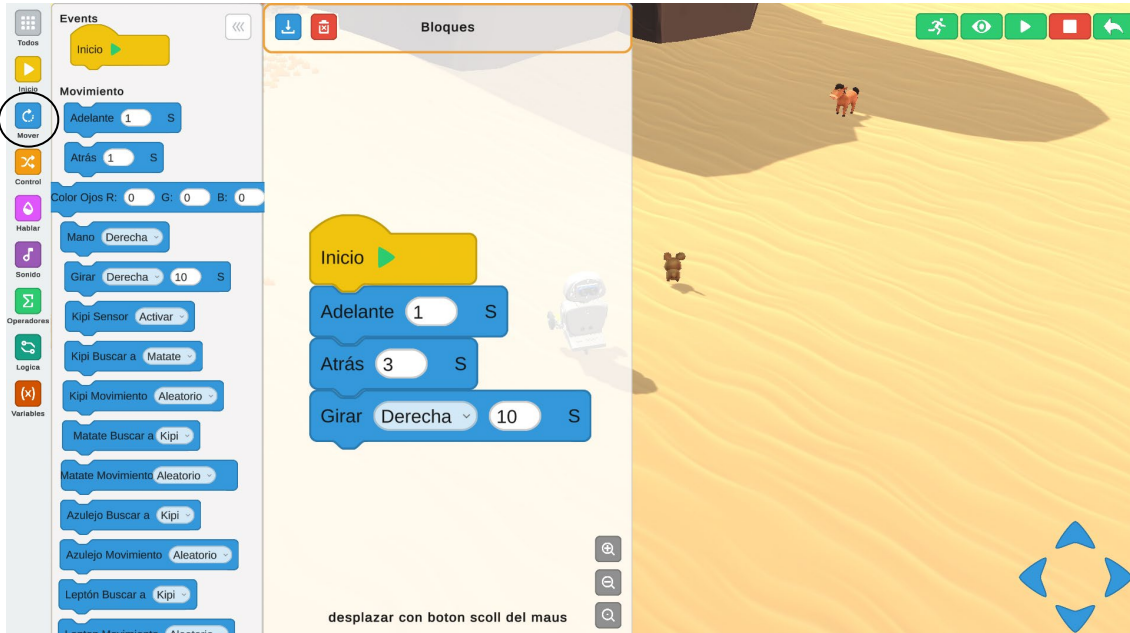 Todos
Inicio
Mover
Control
Hablar
Sonido
Operadores
Logica
(x)
Variables
Events
Inicio
Movimiento
Adelante 1 S
Atrás 1 S
Color Ojos R: 0 G: 0 B: 0
Mano Derecha
Girar Derecha 10 S
Kipi Sensor Activar
Kipi Buscar a Matate
Kipi Movimiento Aleatorio
Matate Buscar a Kipi
Matate Movimiento Aleatorio
Azulejo Buscar a Kipi
Azulejo Movimiento Aleatorio
Leptón Buscar a Kipi
Lepton Movimiento Aleatorio
Bloques
Inicio
Adelante 1 S
Atrás 3 S
Girar Derecha 10 S
desplazar con boton scoll del maus